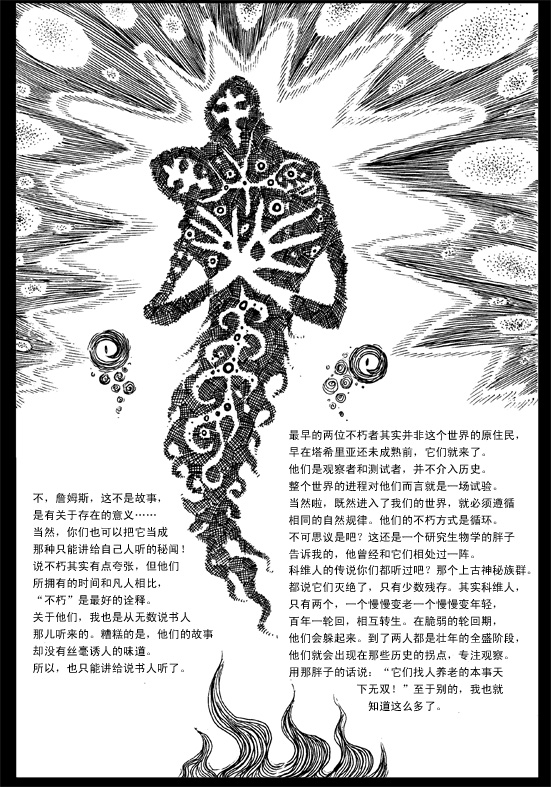 不，詹姆斯，这不是故事，
是有关于存在的意义……
当然，你们也可以把它当成
那种只能讲给自己人听的秘闻！
说不朽其实有点夸张，但他们
所拥有的时间和凡人相比，
“不朽”是最好的诠释。
关于他们，我也是从无数说书人
那儿听来的。糟糕的是，他们的故事
却没有丝毫诱人的味道。
所以，也只能讲给说书人听了。
最早的两位不朽者其实并非这个世界的原住民，
早在塔希里亚还未成熟前，它们就来了。
他们是观察者和测试者，并不介入历史。
整个世界的进程对他们而言就是一场试验。
当然啦，既然进入了我们的世界，就必须遵循
相同的自然规律。他们的不朽方式是循环。
不可思议是吧？这还是一个研究生物学的胖子
告诉我的，他曾经和它们相处过一阵。
科维人的传说你们都听过吧？那个上古神秘族群。
都说它们灭绝了，只有少数残存。其实科维人，
只有两个，一个慢慢变老一个慢慢变年轻，
百年一轮回，相互转生。在脆弱的轮回期，
他们会躲起来。到了两人都是壮年的全盛阶段，
他们就会出现在那些历史的拐点，专注观察。
用那胖子的话说：“它们找人养老的本事天
下无双！”至于别的，我也就
知道这么多了。